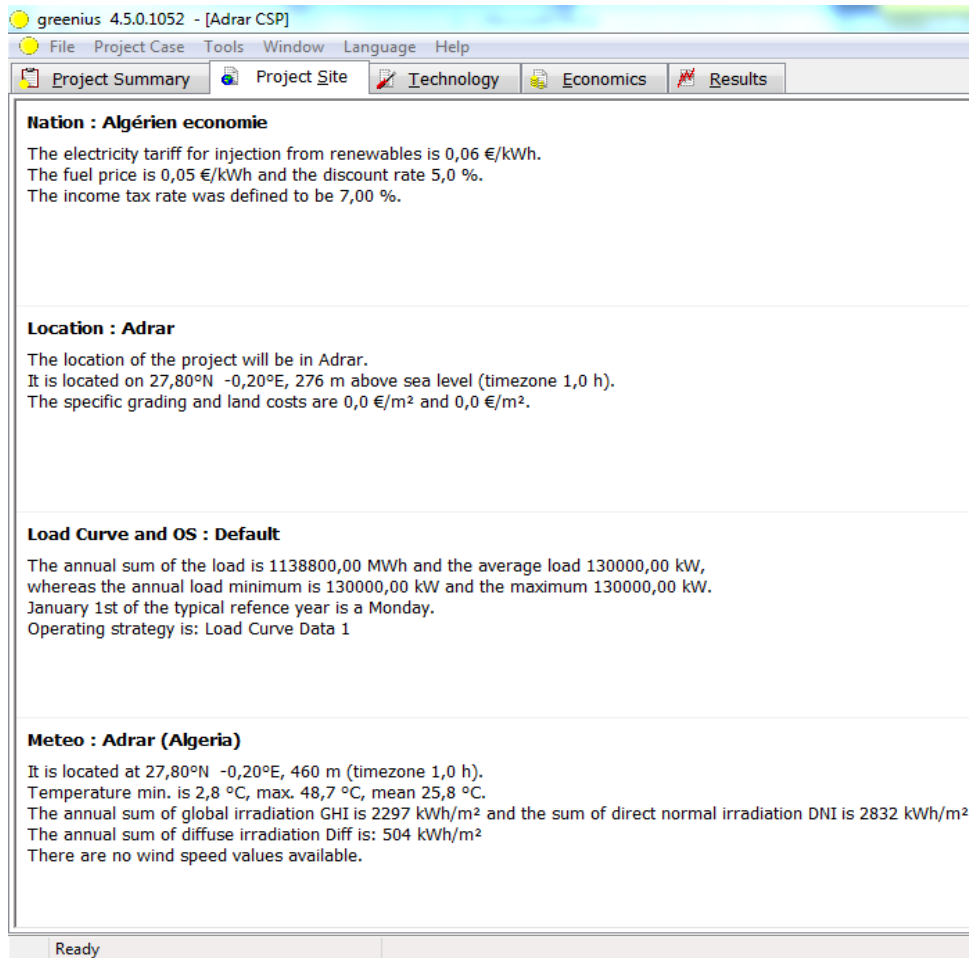 greenius 4.5.0.1052 - [Adrar CSP]
File Project Case Tools Window Language Help
Project Summary Project Site Technology Economics Results
Nation : Algérien economie
The electricity tariff for injection from renewables is 0,06 €/kWh.
The fuel price is 0,05 €/kWh and the discount rate 5,0 %.
The income tax rate was defined to be 7,00 %.
Location : Adrar
The location of the project will be in Adrar.
It is located on 27,80ºN -0,20ºE, 276 m above sea level (timezone 1,0 h).
The specific grading and land costs are 0,0 €/m² and 0,0 €/m².
Load Curve and OS : Default
The annual sum of the load is 1138800,00 MWh and the average load 130000,00 kW,
whereas the annual load minimum is 130000,00 kW and the maximum 130000,00 kW.
January 1st of the typical refence year is a Monday.
Operating strategy is: Load Curve Data 1
Meteo : Adrar (Algeria)
It is located at 27,80ºN -0,20ºE, 460 m (timezone 1,0 h).
Temperature min. is 2,8 ºC, max. 48,7 ºC, mean 25,8 ºC.
The annual sum of global irradiation GHI is 2297 kWh/m² and the sum of direct normal irradiation DNI is 2832 kWh/m²
The annual sum of diffuse irradiation Diff is: 504 kWh/m²
There are no wind speed values available.
Ready